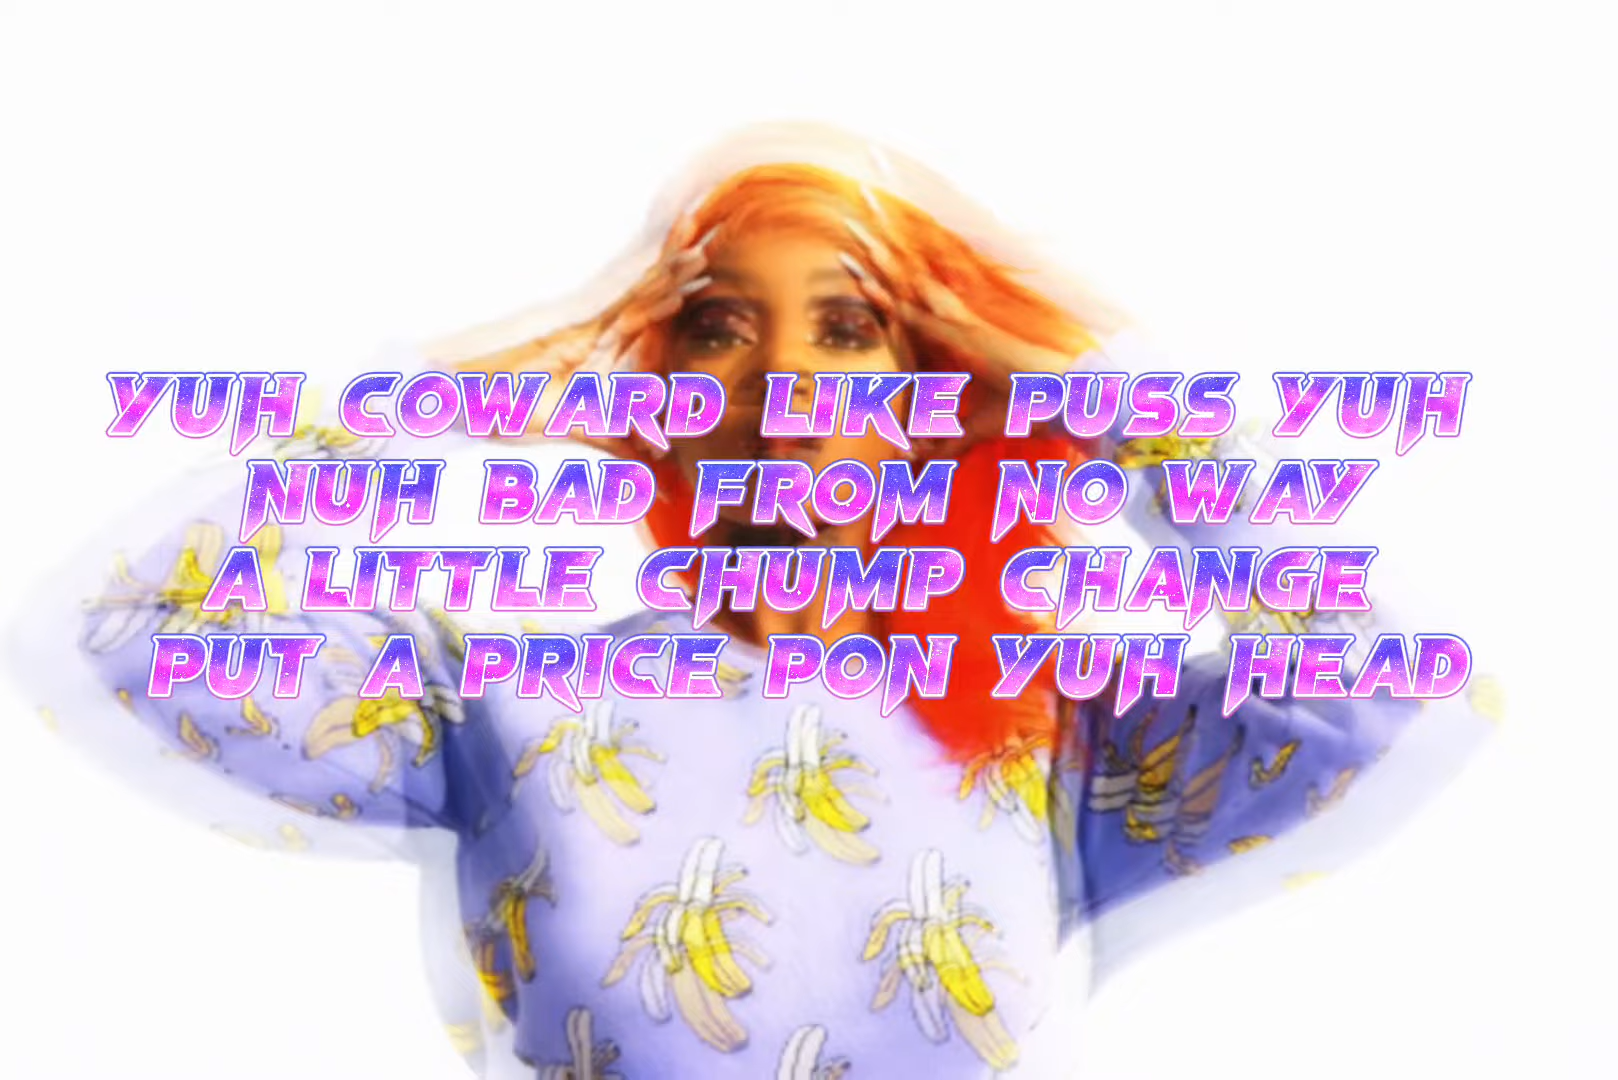 YUH COWARD LIKE PUSS YUH
NUH BAD FROM NO WAY
A LITTLE CHUMP CHANGE
PUT A PRICE PON YUH HEAD